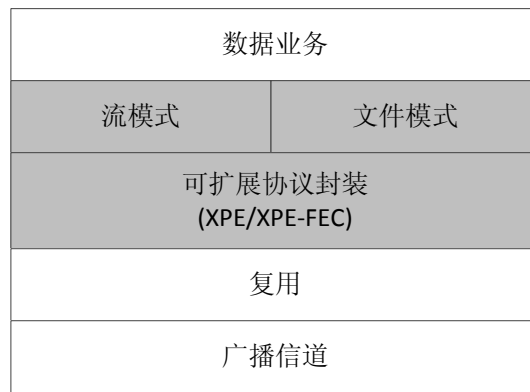 数据业务
流模式
文件模式
可扩展协议封装
(XPE/XPE-FEC)
复用
广播信道